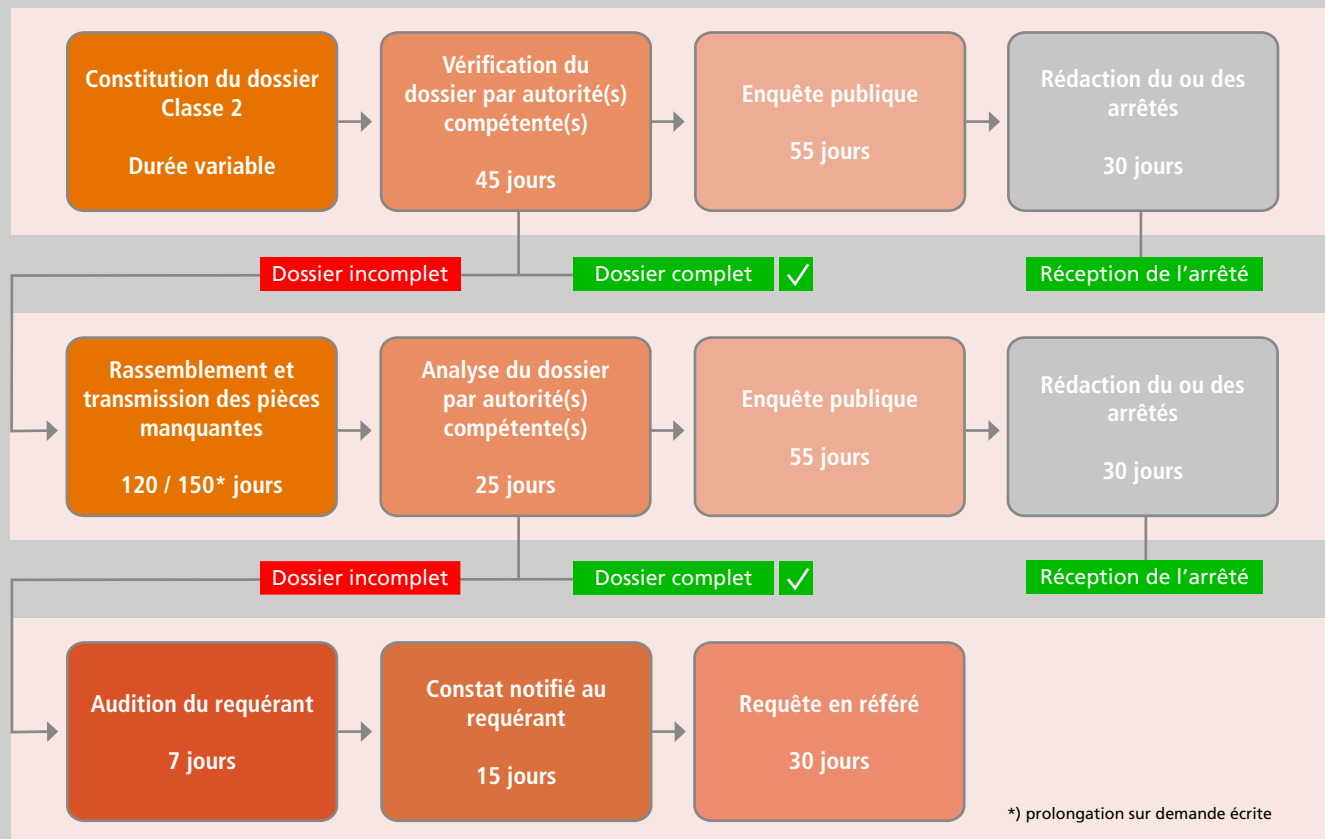 Constitution du dossier
Classe 2
Durée variable
Vérification du
dossier par autorité(s)
compétente(s)
45 jours
Enquête publique
55 jours
Rédaction du ou des
arrêtés
30 jours
Dossier incomplet
Dossier complet
Réception de l'arrêté
Rassemblement et
transmission des pièces
manquantes
120 / 150* jours
Analyse du dossier
par autorité(s)
compétente(s)
25 jours
Enquête publique
55 jours
Rédaction du ou des
arrêtés
30 jours
Dossier incomplet
Dossier complet
Réception de l'arrêté
Audition du requérant
7 jours
Constat notifié au
requérant
15 jours
Requête en référé
30 jours
*) prolongation sur demande écrite